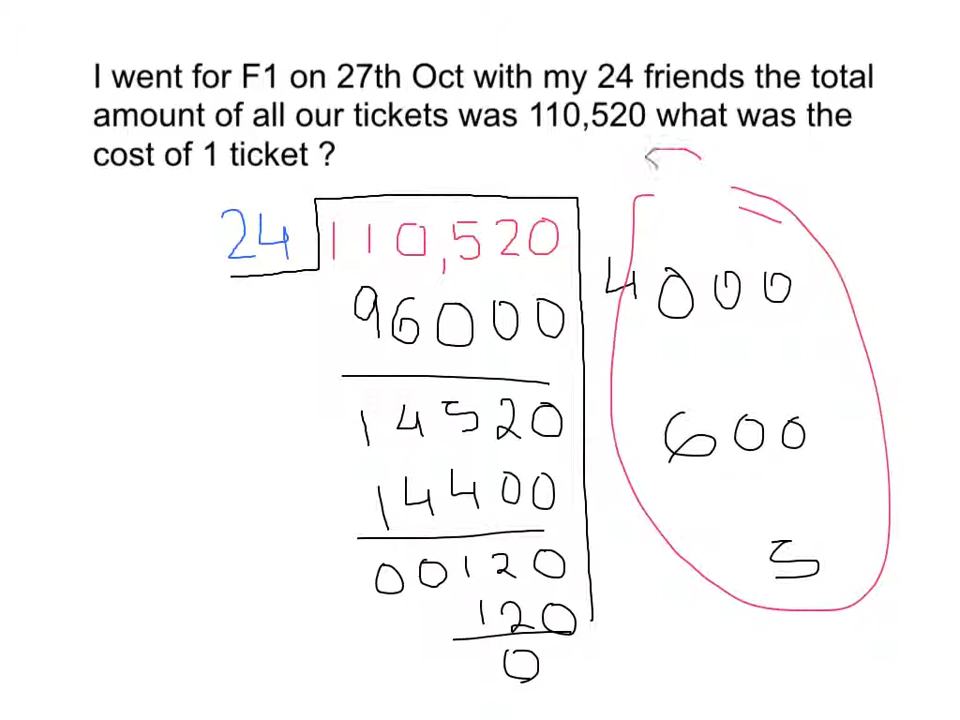 I went for F1 on 27th Oct with my 24 friends the total
amount of all our tickets was 110,520 what was the
cost of 1 ticket ?
24 110,520
96000 4000
14520
14400 600
00120
120 5
0